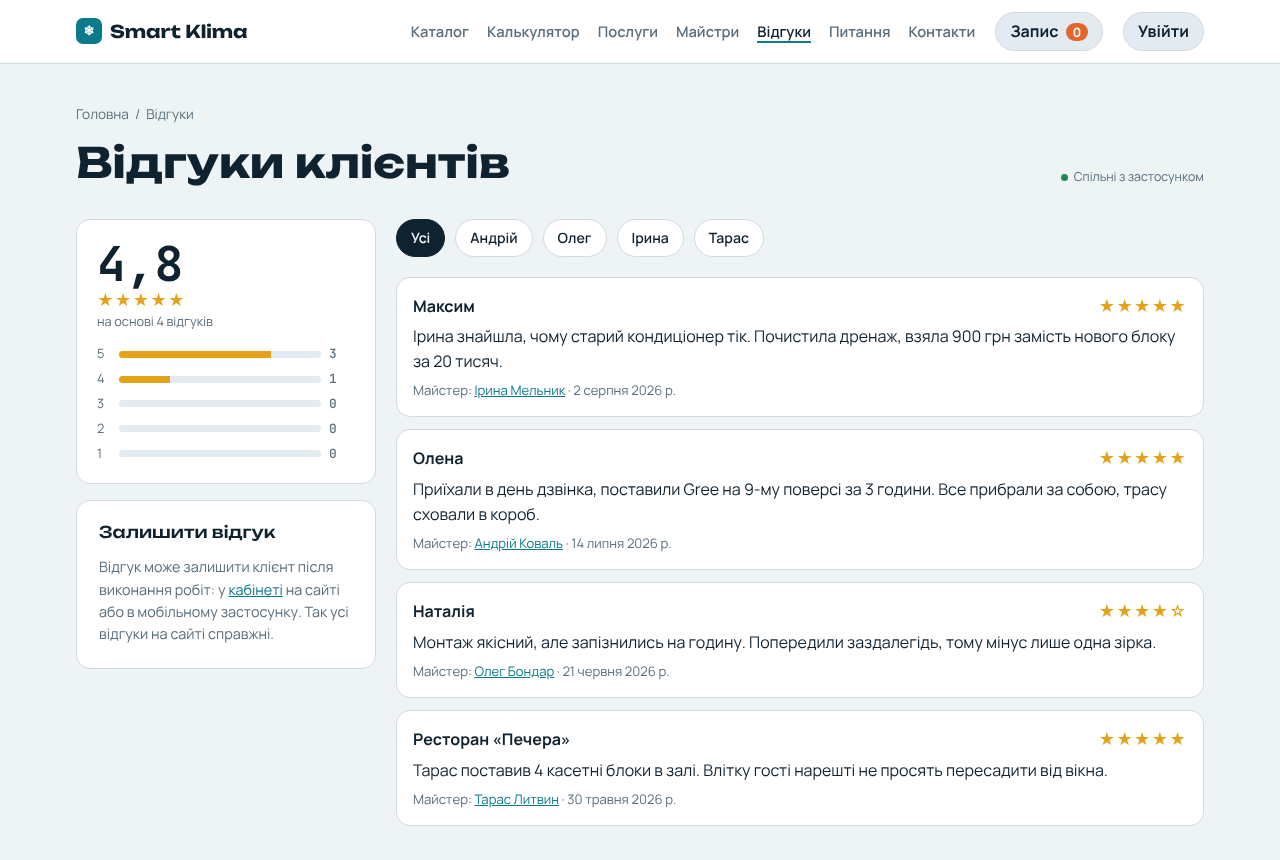 Smart Klima
Каталог Калькулятор Послуги Майстри Відгуки Питання Контакти Запис 0 Увійти
Головна / Відгуки
Відгуки клієнтів
Спільні з застосунком
4,8
★★★★★
на основі 4 відгуків
5 3
4 1
3 0
2 0
1 0
Залишити відгук
Відгук може залишити клієнт після
виконання робіт: у кабінеті на сайті
або в мобільному застосунку. Так усі
відгуки на сайті справжні.
Усі Андрій Олег Ірина Тарас
Максим ★★★★★
Ірина знайшла, чому старий кондиціонер тік. Почистила дренаж, взяла 900 грн замість нового блоку
за 20 тисяч.
Майстер: Ірина Мельник · 2 серпня 2026 р.
Олена ★★★★★
Приїхали в день дзвінка, поставили Gree на 9-му поверсі за 3 години. Все прибрали за собою, трасу
сховали в короб.
Майстер: Андрій Коваль · 14 липня 2026 р.
Наталія ★★★★☆
Монтаж якісний, але запізнились на годину. Попередили заздалегідь, тому мінус лише одна зірка.
Майстер: Олег Бондар · 21 червня 2026 р.
Ресторан «Печера» ★★★★★
Тарас поставив 4 касетні блоки в залі. Влітку гості нарешті не просять пересадити від вікна.
Майстер: Тарас Литвин · 30 травня 2026 р.